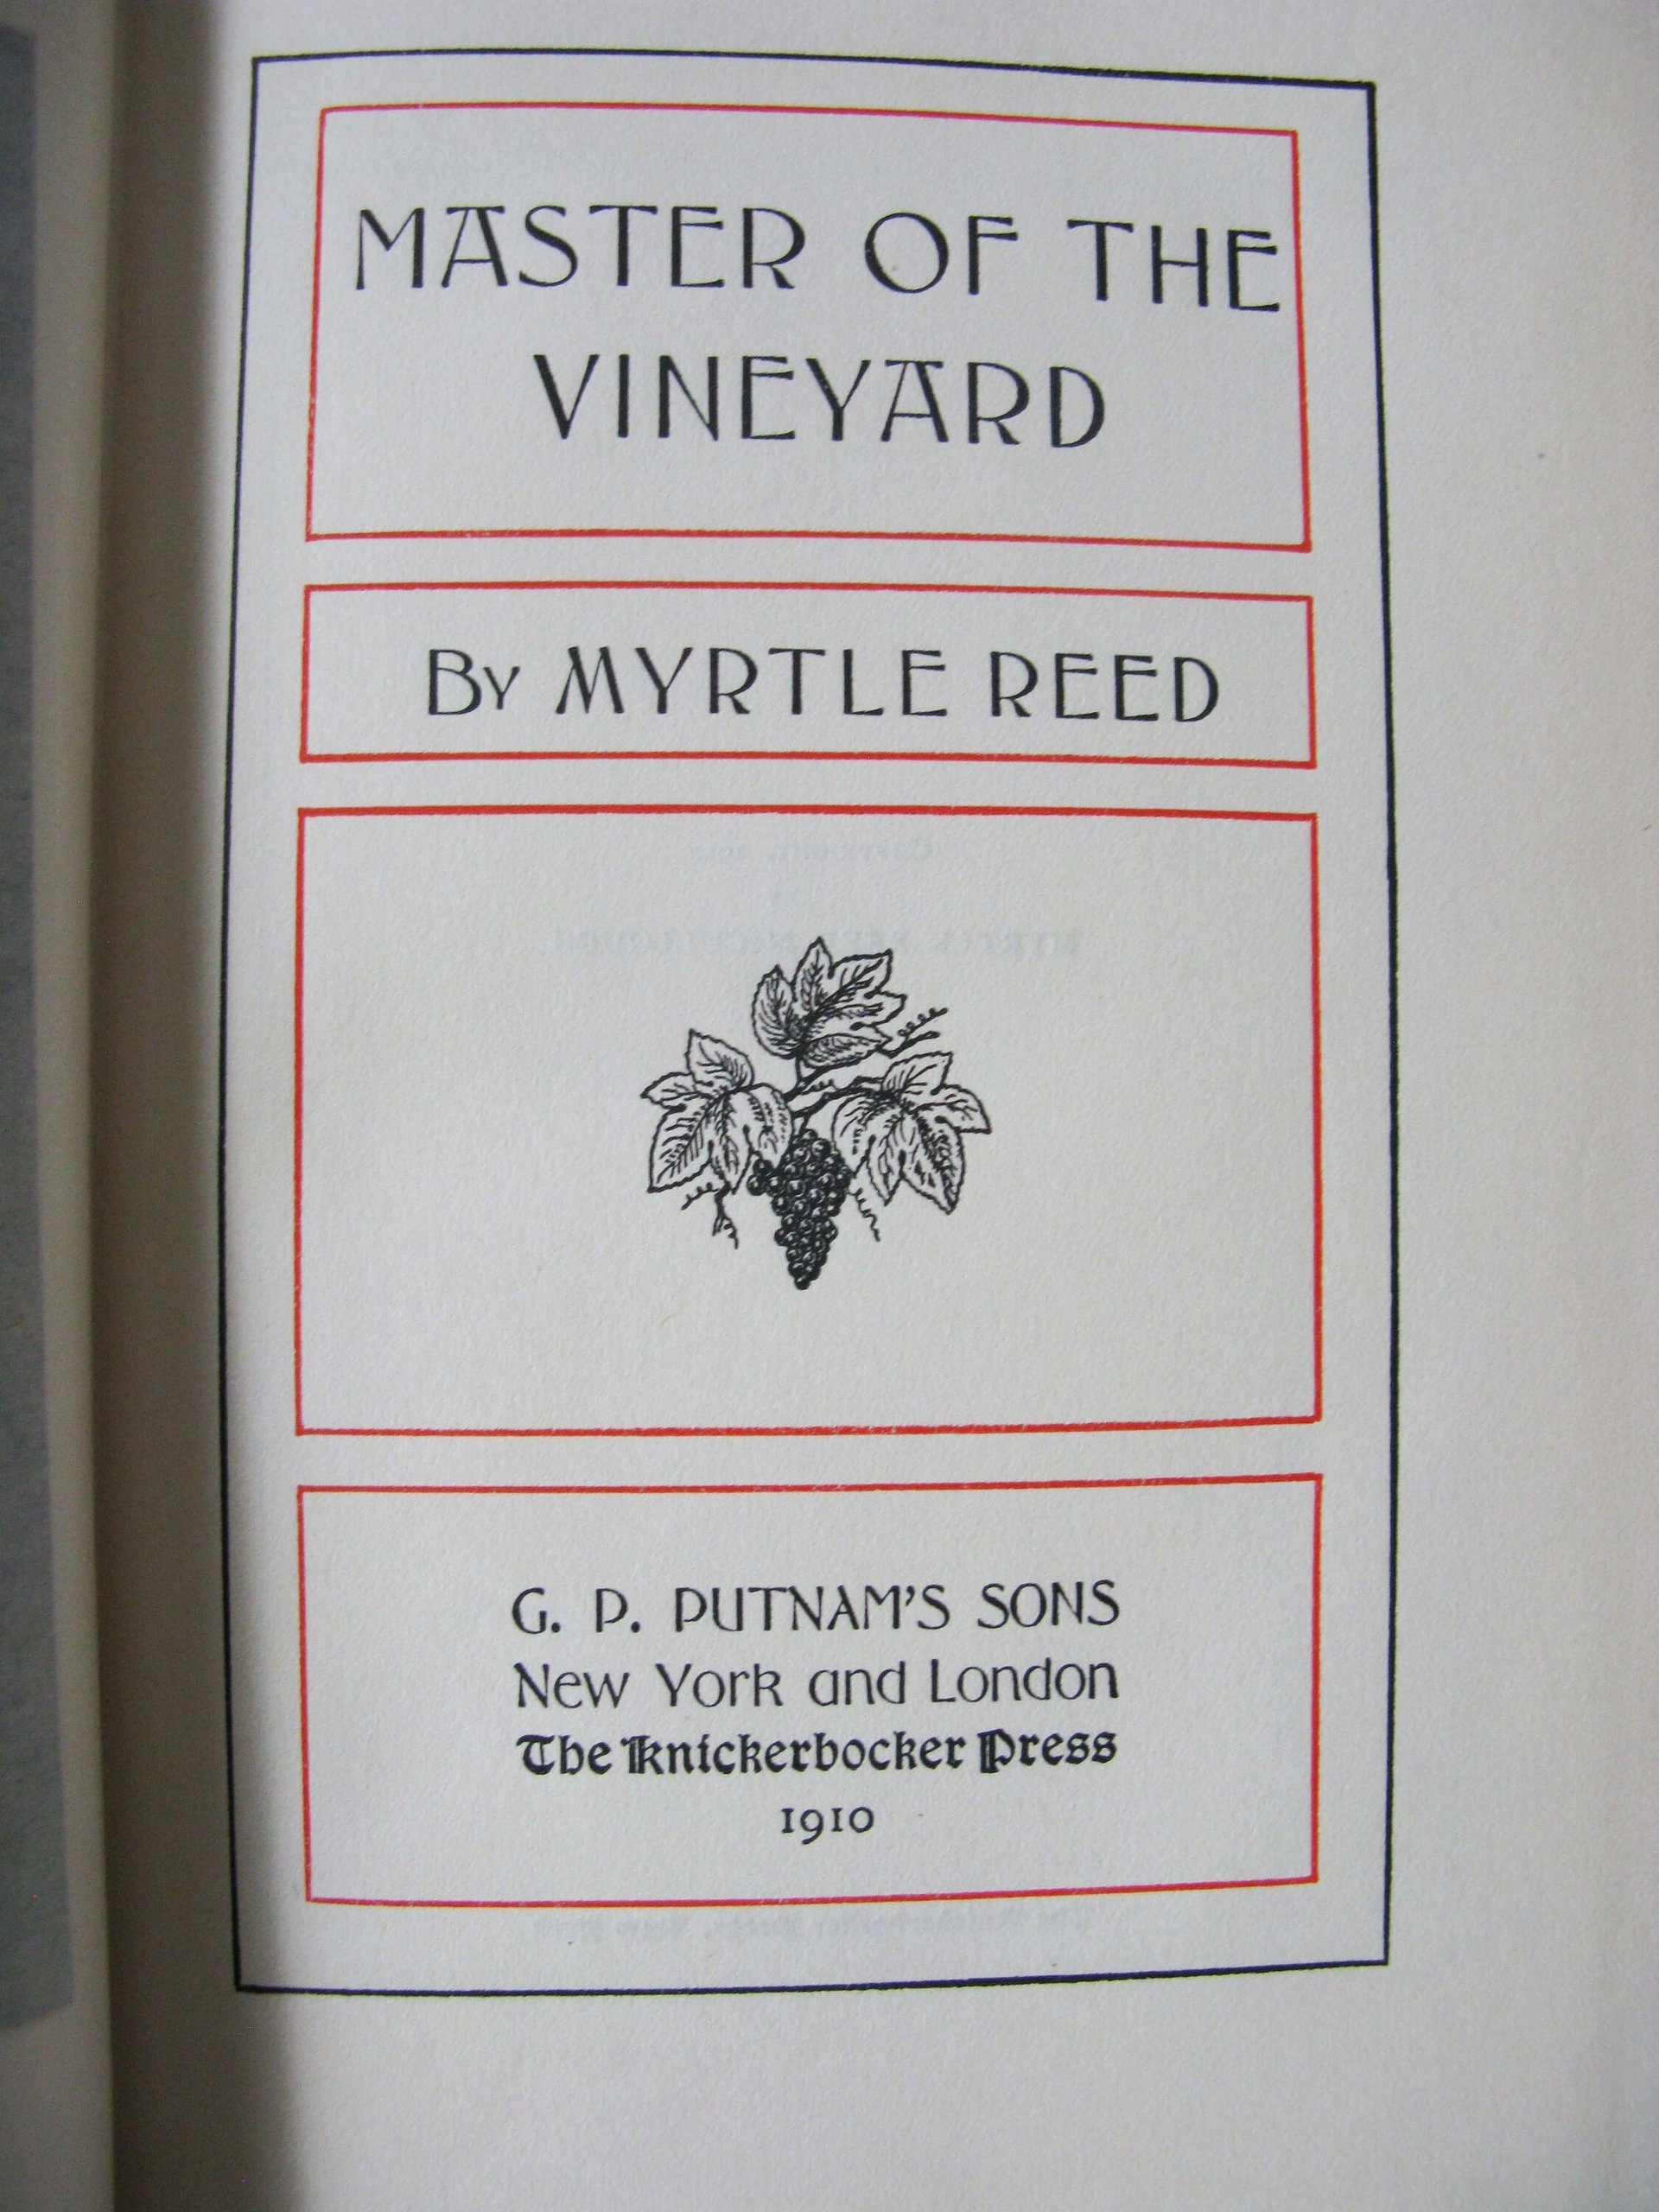 MASTER OF THE
VINEYARD
By MYRTLE REED
G. P. PUTNAM'S SONS
New York and London
The Knickerbocker Press
1910